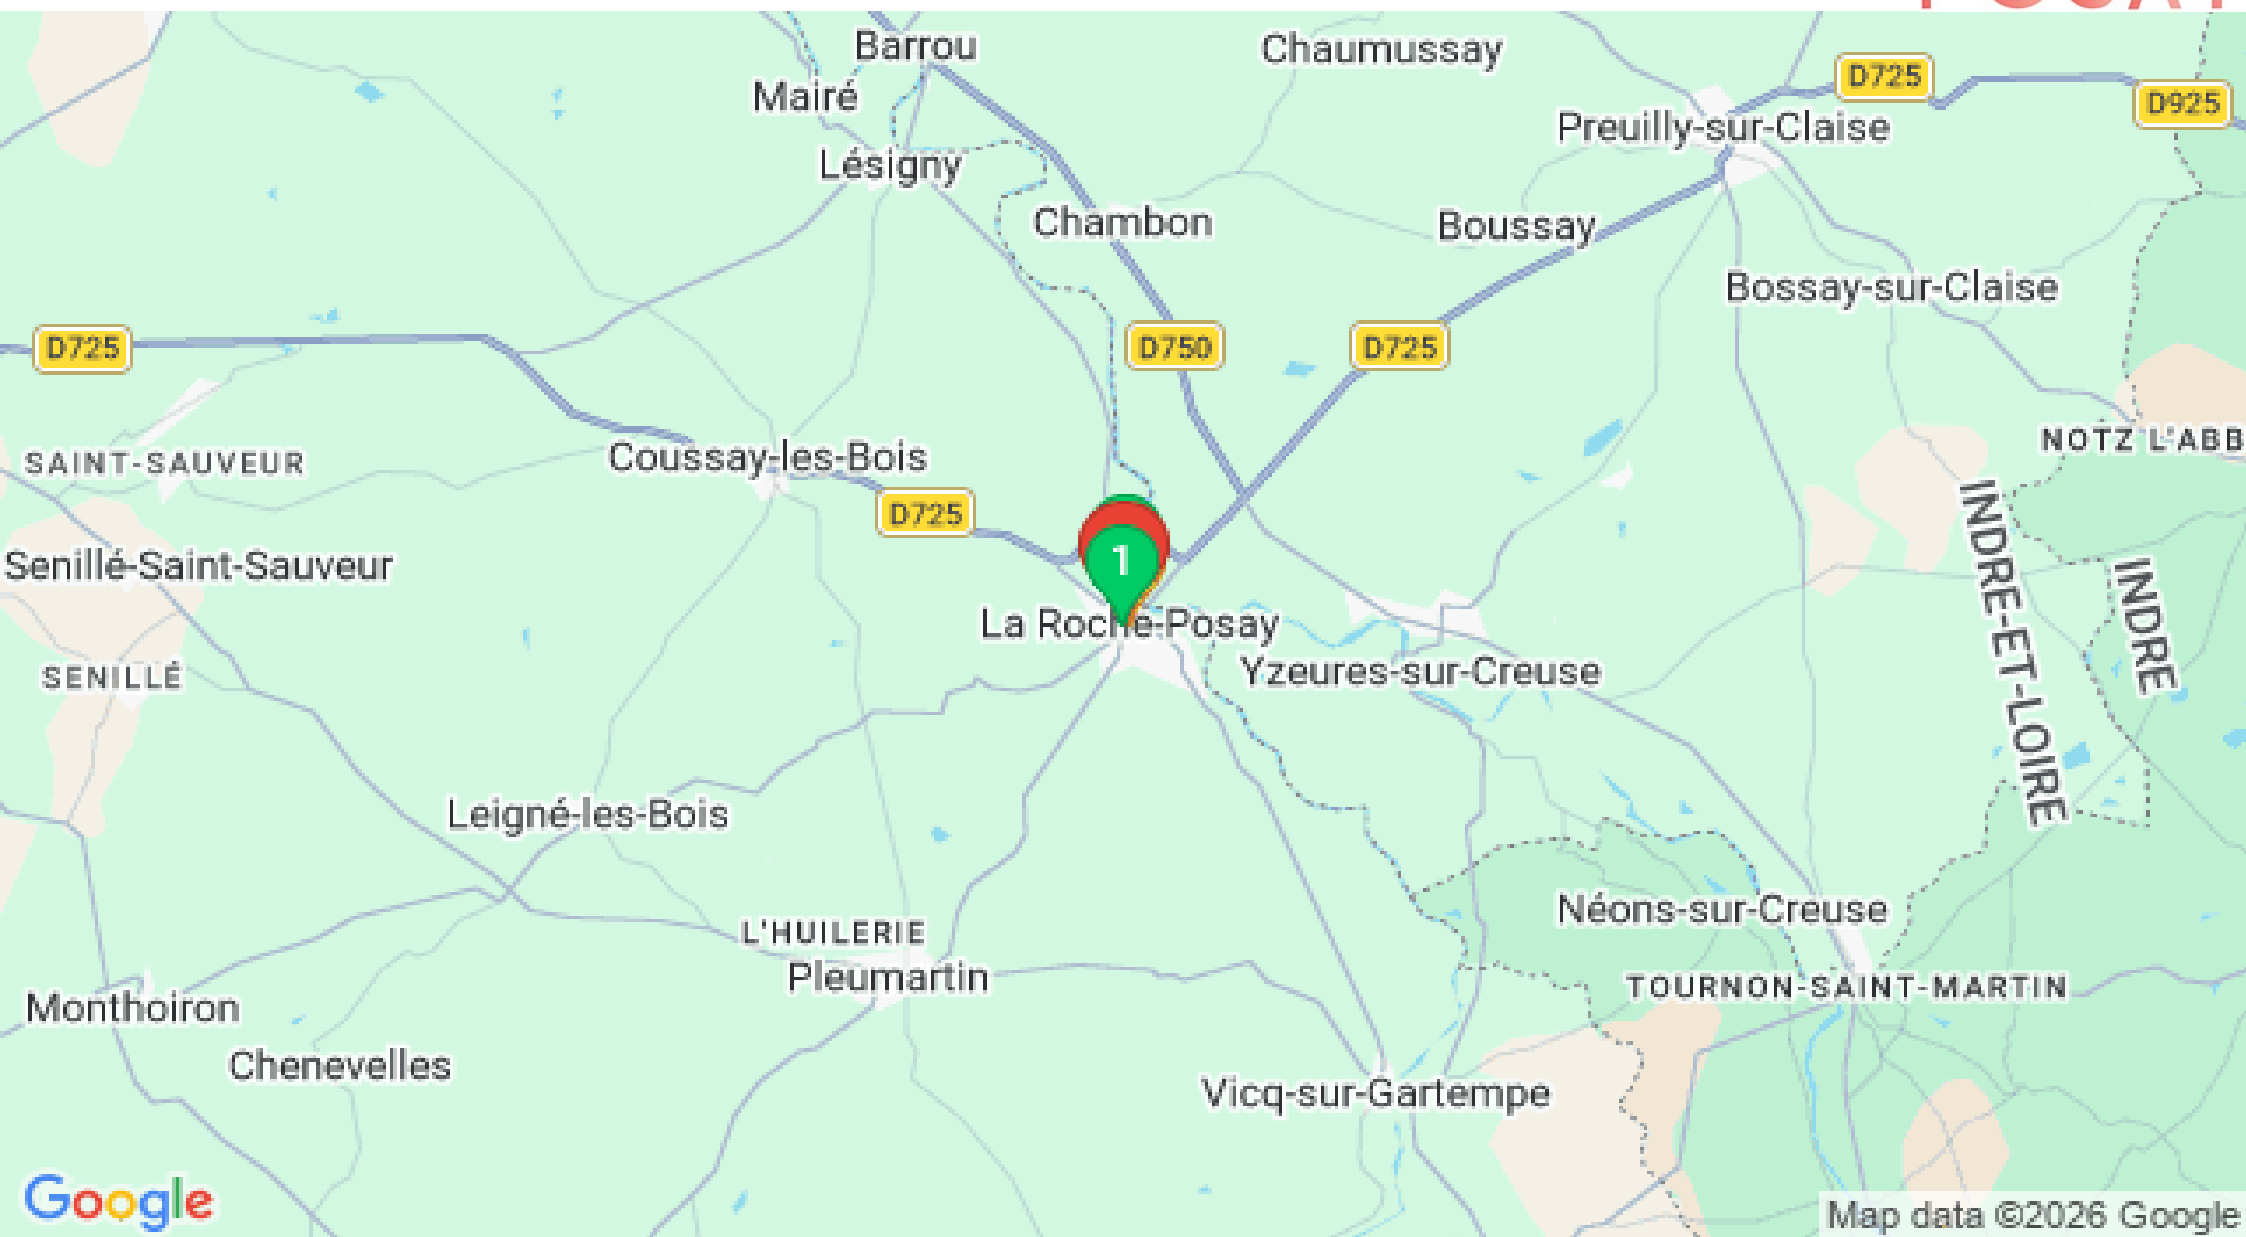 Barrou
Chaumussay
D725
Mairé
D925
Preuilly-sur-Claise
Lésigny
Chambon
Boussay
Bossay-sur-Claise
D725
D750
D725
NOTZ L'ABB
Coussay-les-Bois
SAINT-SAUVEUR
D725
1
Senillé-Saint-Sauveur
INDRE-ET-LOIRE
INDRE
La Roche-Posay
Yzeures-sur-Creuse
SENILLÉ
Leigné-les-Bois
Néons-sur-Creuse
L'HUILERIE
Pleumartin
TOURNON-SAINT-MARTIN
Monthoiron
Chenevelles
Vicq-sur-Gartempe
Google
Map data ©2026 Google